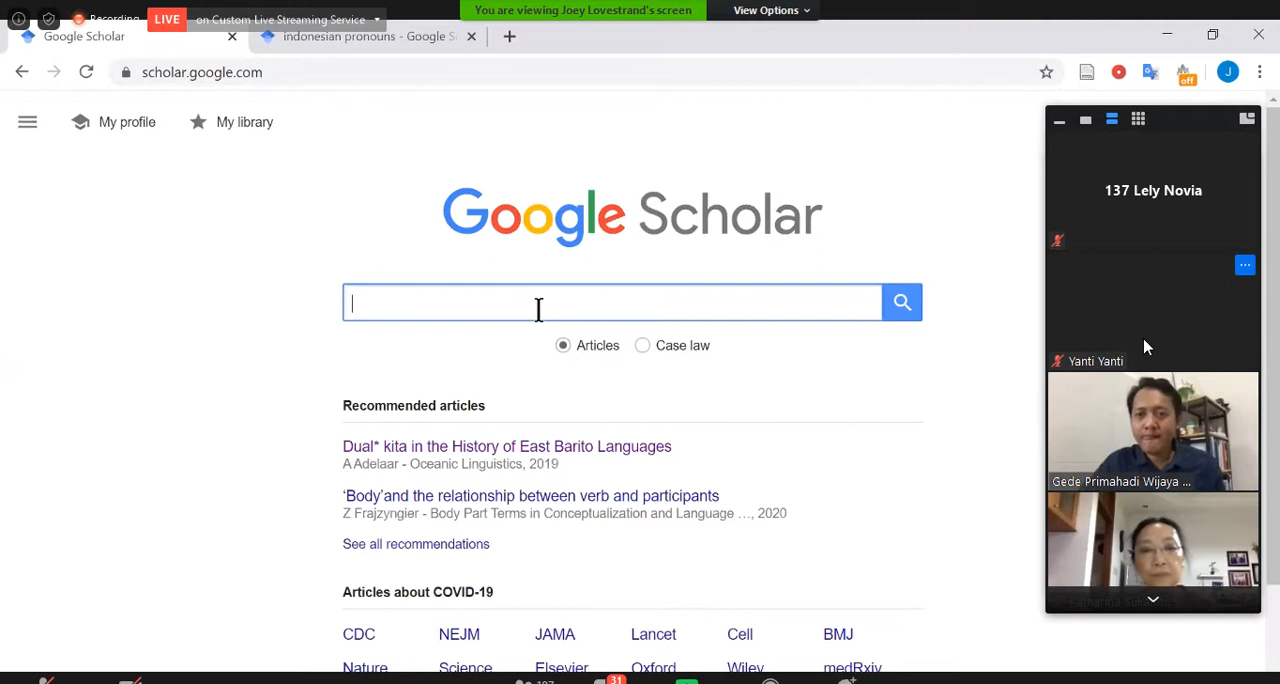 Recording
LIVE on Custom Live Streaming Service
You are viewing Joey Lovestrand's screen
View Options
Google Scholar
indonesian pronouns - Google Sc
scholar.google.com
off
J
My profile
My library
Google Scholar
Articles
Case law
Recommended articles
Dual* kita in the History of East Barito Languages
A Adelaar - Oceanic Linguistics, 2019
'Body'and the relationship between verb and participants
Z Frajzyngier - Body Part Terms in Conceptualization and Language …, 2020
See all recommendations
Articles about COVID-19
CDC NEJM JAMA Lancet Cell BMJ
Nature Science Elsevier Oxford Wiley medRxiv
137 Lely Novia
Yanti Yanti
Gede Primahadi Wijaya ...
31